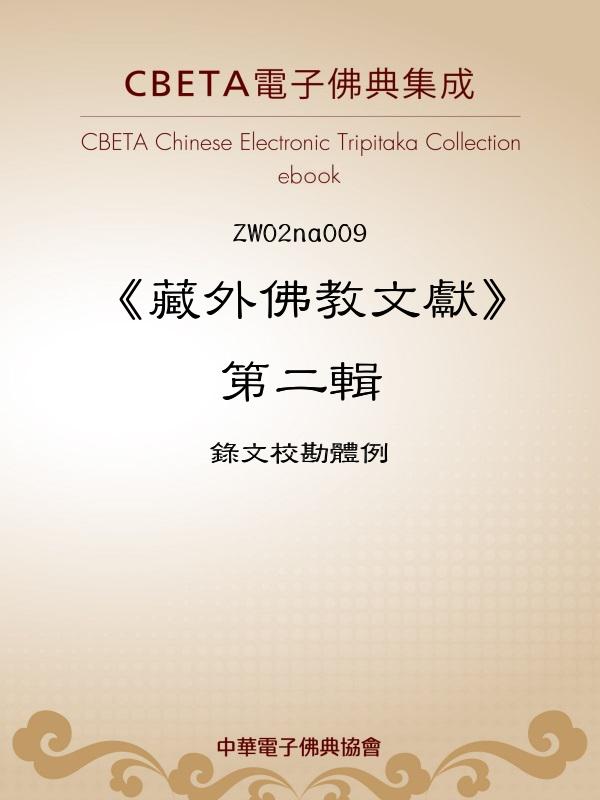 CBETA電子佛典集成
CBETA Chinese Electronic Tripitaka Collection
ebook
ZW02na009
《藏外佛教文獻》
第二輯
錄文校勘體例
中華電子佛典協會